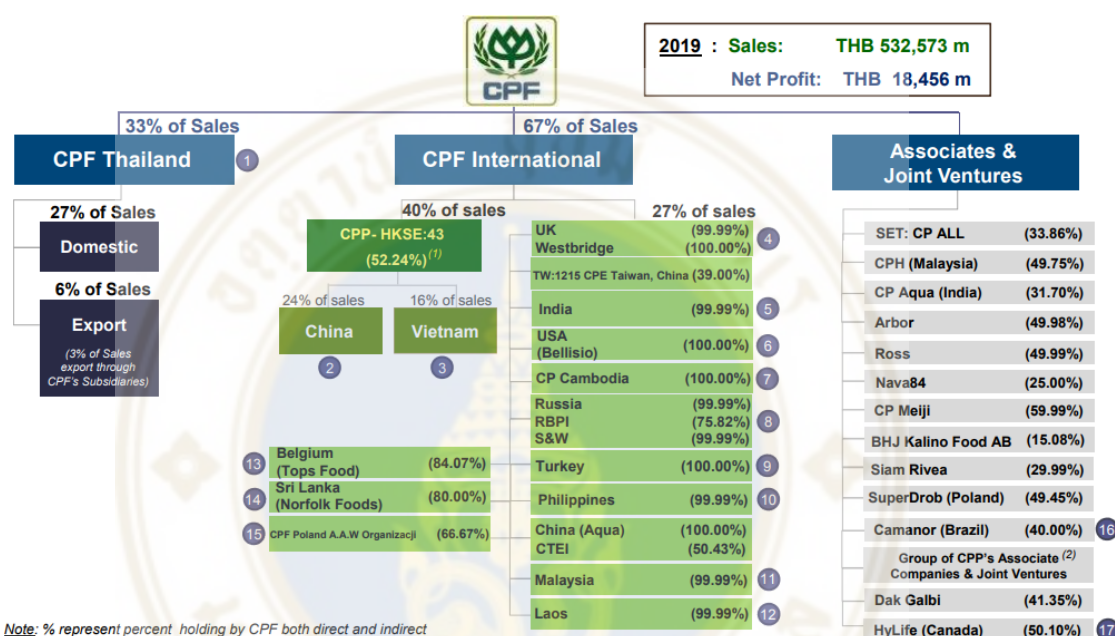 CPF
2019 : Sales: THB 532,573 m
Net Profit: THB 18,456 m
33% of Sales
67% of Sales
CPF Thailand
1
CPF International
Associates &
Joint Ventures
27% of Sales
Domestic
6% of Sales
Export
(3% of Sales
export through
CPF's Subsidiaries)
40% of sales
CPP- HKSE:43
(52.24%)(1)
24% of sales
China
2
16% of sales
Vietnam
3
27% of sales
UK (99.99%)
Westbridge (100.00%)
4
TW:1215 CPE Taiwan, China (39.00%)
India (99.99%)
5
USA
(Bellisio) (100.00%)
6
CP Cambodia (100.00%)
7
Russia (99.99%)
RBPI (75.82%)
S&W (99.99%)
8
Turkey (100.00%)
9
Philippines (99.99%)
10
China (Aqua) (100.00%)
CTEI (50.43%)
Malaysia (99.99%)
11
Laos (99.99%)
12
13
Belgium
(Tops Food) (84.07%)
14
Sri Lanka
(Norfolk Foods) (80.00%)
15
CPF Poland A.A.W Organizacji (66.67%)
SET: CP ALL (33.86%)
CPH (Malaysia) (49.75%)
CP Aqua (India) (31.70%)
Arbor (49.98%)
Ross (49.99%)
Nava84 (25.00%)
CP Meiji (59.99%)
BHJ Kalino Food AB (15.08%)
Siam Rivea (29.99%)
SuperDrob (Poland) (49.45%)
Camanor (Brazil) (40.00%)
16
Group of CPP's Associate (2)
Companies & Joint Ventures
Dak Galbi (41.35%)
HyLife (Canada) (50.10%)
17
Note: % represent percent holding by CPF both direct and indirect